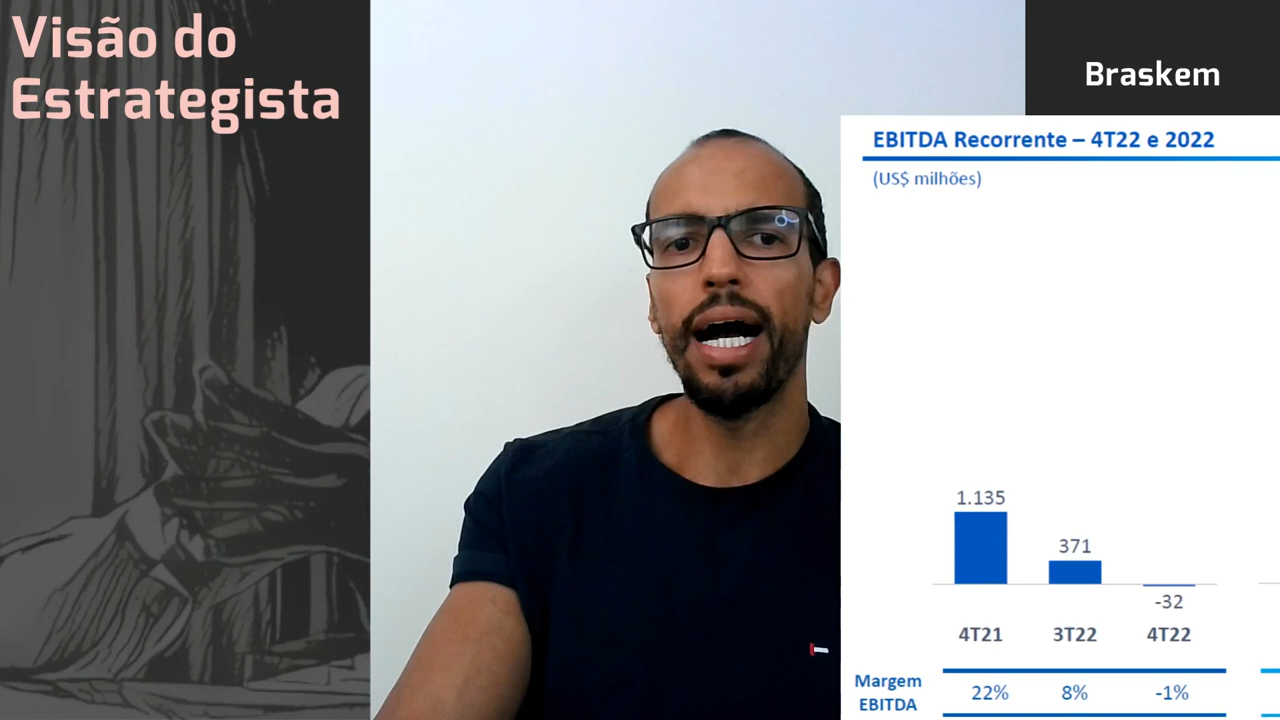 Visão do
Estrategista
Braskem
EBITDA Recorrente – 4T22 e 2022
(US$ milhões)
1.135
371
-32
4T21 3T22 4T22
Margem
EBITDA
22% 8% -1%